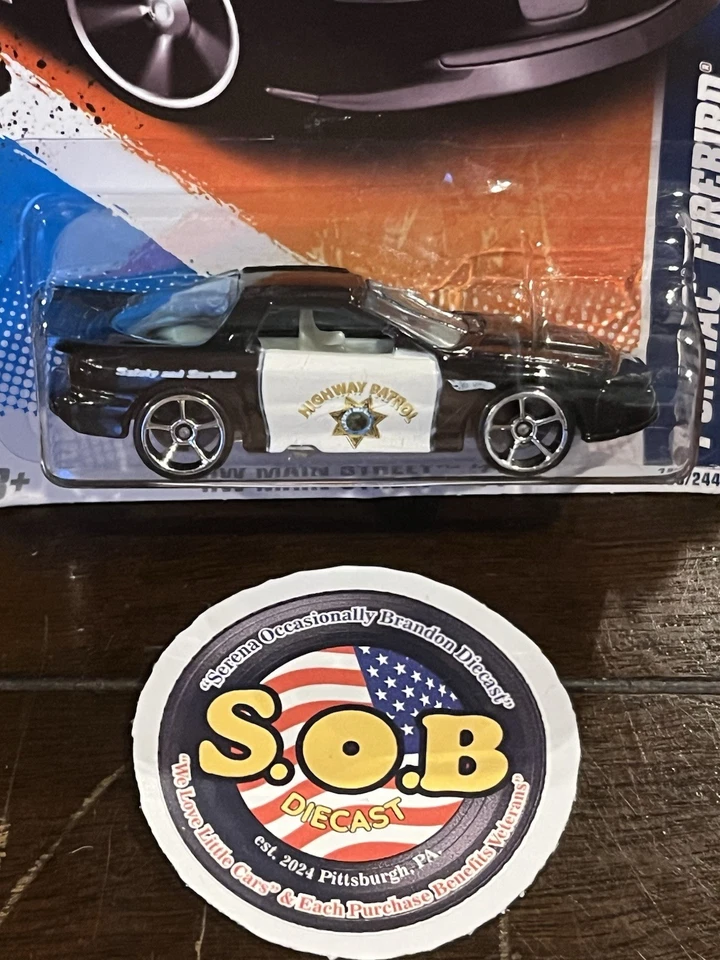 PONTIAC FIREBIRD®
HIGHWAY PATROL
Safety and Service
HW MAIN STREET
/244
"Serena Occasionally Brandon Diecast"
S.O.B
DIECAST
est. 2024 Pittsburgh, PA.
"We Love Little Cars" & Each Purchase Benefits Veterans"